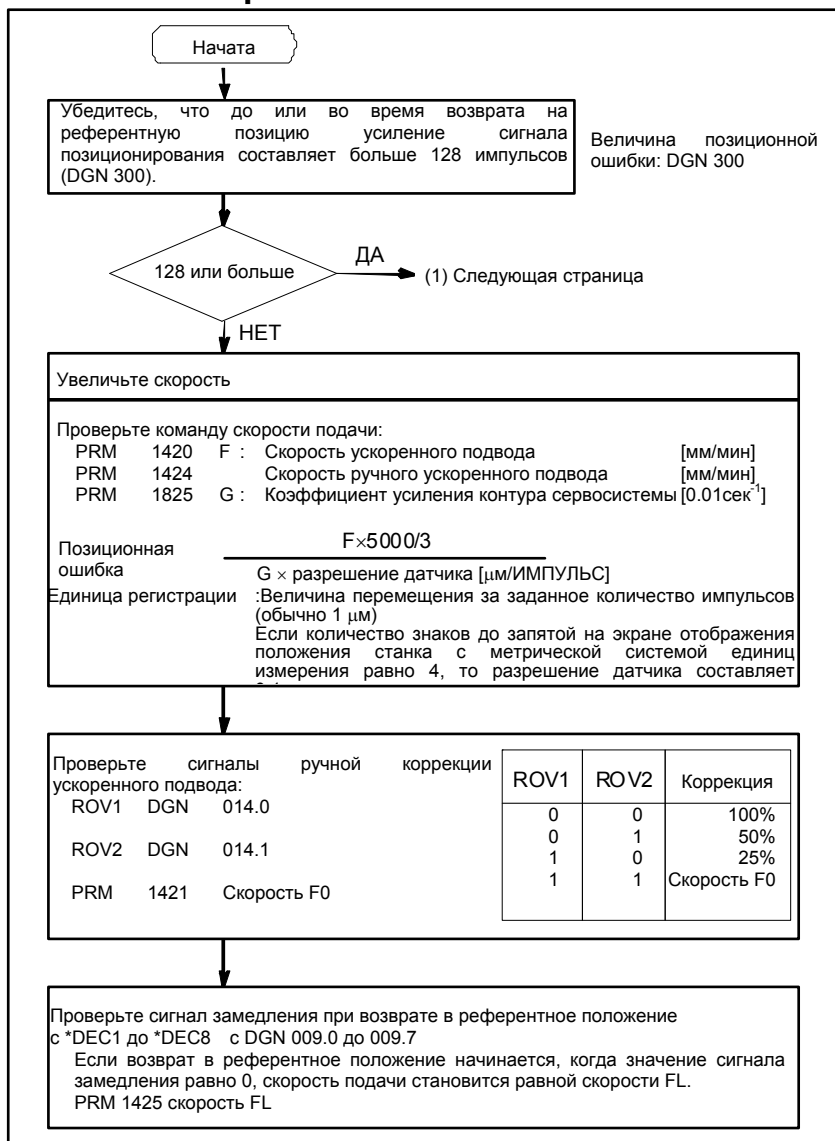 Начата
Убедитесь, что до или во время возврата на
референтную позицию усиление сигнала
позиционирования составляет больше 128 импульсов
(DGN 300).
Величина позиционной
ошибки: DGN 300
128 или больше
ДА
(1) Следующая страница
НЕТ
Увеличьте скорость
Проверьте команду скорости подачи:
PRM 1420 F : Скорость ускоренного подвода [мм/мин]
PRM 1424 Скорость ручного ускоренного подвода [мм/мин]
PRM 1825 G : Коэффициент усиления контура сервосистемы [0.01сек⁻¹]
Позиционная
ошибка
F×5000/3
G × разрешение датчика [μм/ИМПУЛЬС]
Единица регистрации :Величина перемещения за заданное количество импульсов
(обычно 1 μм)
Если количество знаков до запятой на экране отображения
положения станка с метрической системой единиц
измерения равно 4, то разрешение датчика составляет
Проверьте сигналы ручной коррекции
ускоренного подвода:
ROV1 DGN 014.0
ROV2 DGN 014.1
PRM 1421 Скорость F0
ROV1 ROV2 Коррекция
0 0 100%
0 1 50%
1 0 25%
1 1 Скорость F0
Проверьте сигнал замедления при возврате в референтное положение
с *DEC1 до *DEC8 с DGN 009.0 до 009.7
Если возврат в референтное положение начинается, когда значение сигнала
замедления равно 0, скорость подачи становится равной скорости FL.
PRM 1425 скорость FL